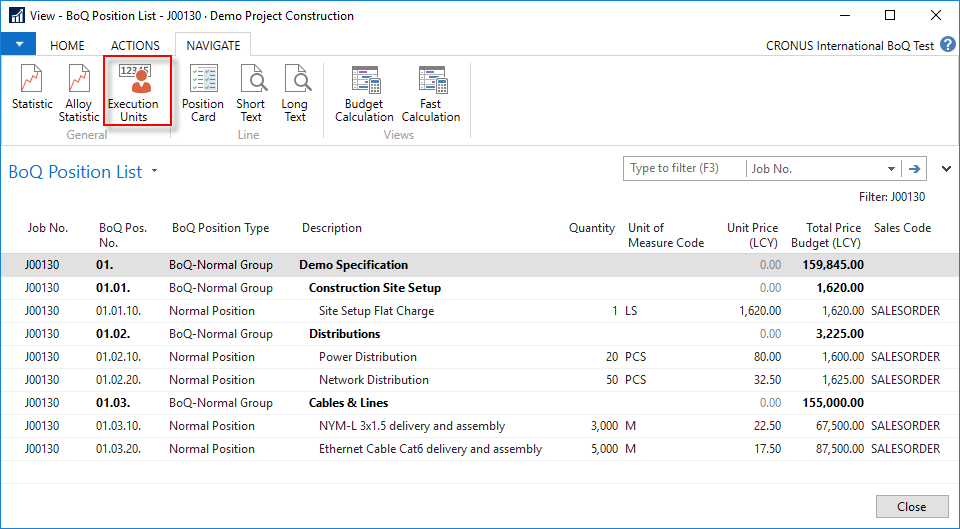 View - BoQ Position List - J00130 · Demo Project Construction
HOME ACTIONS NAVIGATE CRONUS International BoQ Test ?
12345
Statistic Alloy Statistic Execution Units Position Card Short Text Long Text Budget Calculation Fast Calculation
General Line Views
BoQ Position List Type to filter (F3) Job No.
Filter: J00130
Job No. BoQ Pos. No. BoQ Position Type Description Quantity Unit of Measure Code Unit Price (LCY) Total Price Budget (LCY) Sales Code
J00130 01. BoQ-Normal Group Demo Specification 0.00 159,845.00
J00130 01.01. BoQ-Normal Group Construction Site Setup 0.00 1,620.00
J00130 01.01.10. Normal Position Site Setup Flat Charge 1 LS 1,620.00 1,620.00 SALESORDER
J00130 01.02. BoQ-Normal Group Distributions 0.00 3,225.00
J00130 01.02.10. Normal Position Power Distribution 20 PCS 80.00 1,600.00 SALESORDER
J00130 01.02.20. Normal Position Network Distribution 50 PCS 32.50 1,625.00 SALESORDER
J00130 01.03. BoQ-Normal Group Cables & Lines 0.00 155,000.00
J00130 01.03.10. Normal Position NYM-L 3x1.5 delivery and assembly 3,000 M 22.50 67,500.00 SALESORDER
J00130 01.03.20. Normal Position Ethernet Cable Cat6 delivery and assembly 5,000 M 17.50 87,500.00 SALESORDER
Close